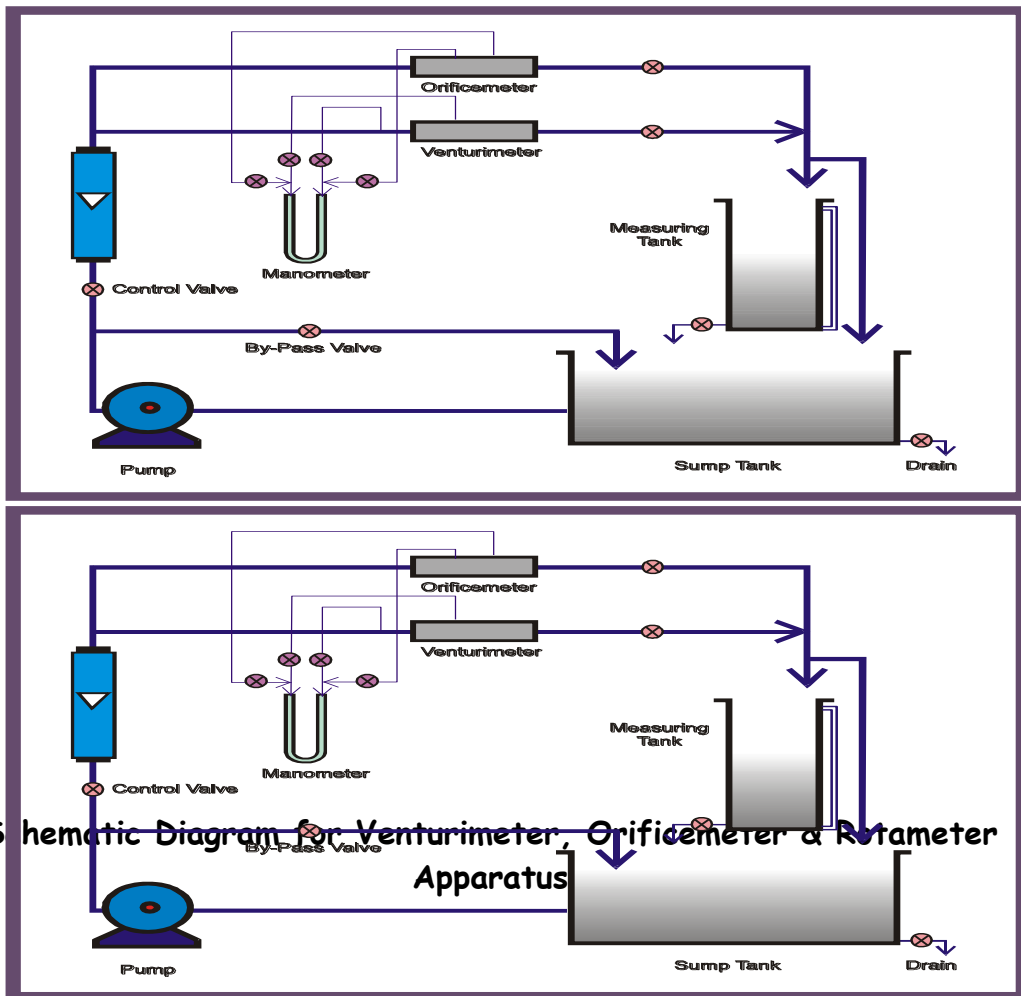 Orificemeter
Venturimeter
Measuring
Tank
Manometer
Control Valve
By-Pass Valve
Pump
Sump Tank
Drain
Orificemeter
Venturimeter
Measuring
Tank
Manometer
Control Valve
Schematic Diagram for Venturimeter, Orificemeter & Rotameter
By-Pass Valve
Apparatus
Pump
Sump Tank
Drain